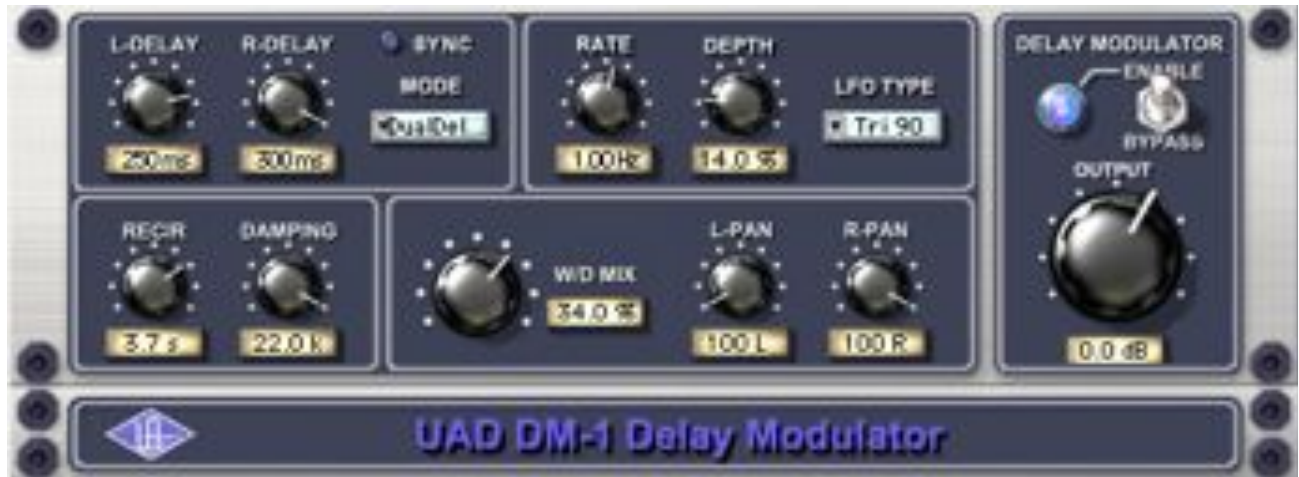 L-DELAY R-DELAY SYNC
MODE
DualDel
250ms 300ms
RATE DEPTH
LFO TYPE
Tri 90
1.00Hz 14.0 %
DELAY MODULATOR
ENABLE
BYPASS
OUTPUT
0.0 dB
RECIR DAMPING
3.7 s 22.0 k
W/D MIX
34.0 %
L-PAN R-PAN
100 L 100 R
UA
UAD DM-1 Delay Modulator